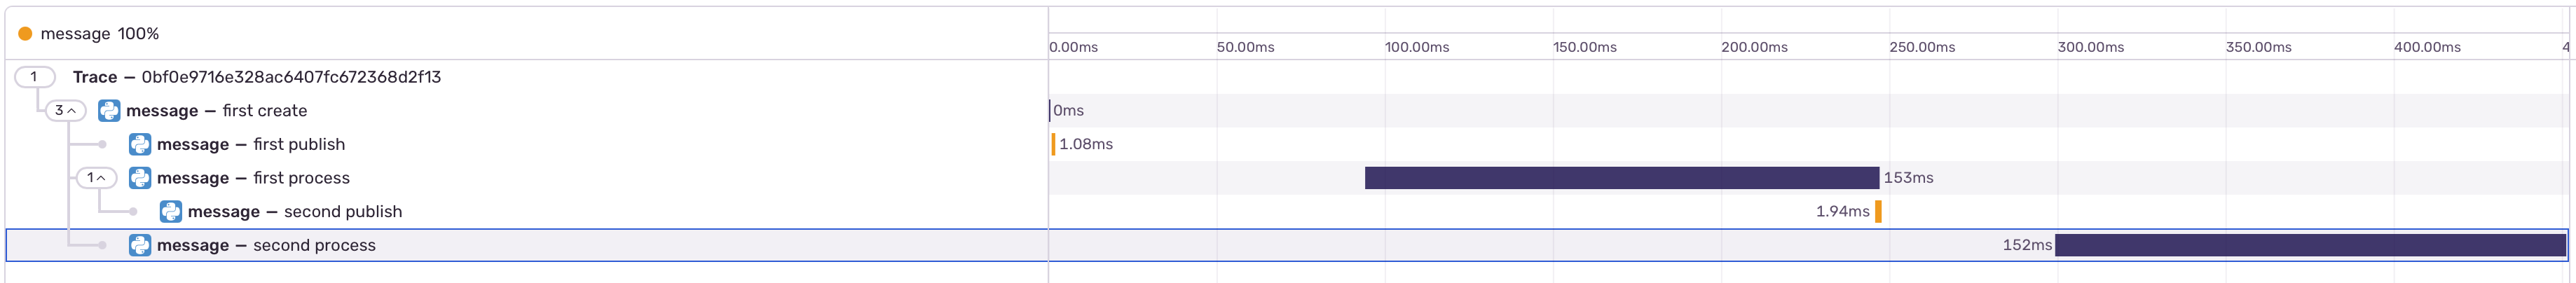 message 100%
0.00ms 50.00ms 100.00ms 150.00ms 200.00ms 250.00ms 300.00ms 350.00ms 400.00ms 4
1 Trace — 0bf0e9716e328ac6407fc672368d2f13
3 message — first create 0ms
message — first publish 1.08ms
1 message — first process 153ms
message — second publish 1.94ms
message — second process 152ms